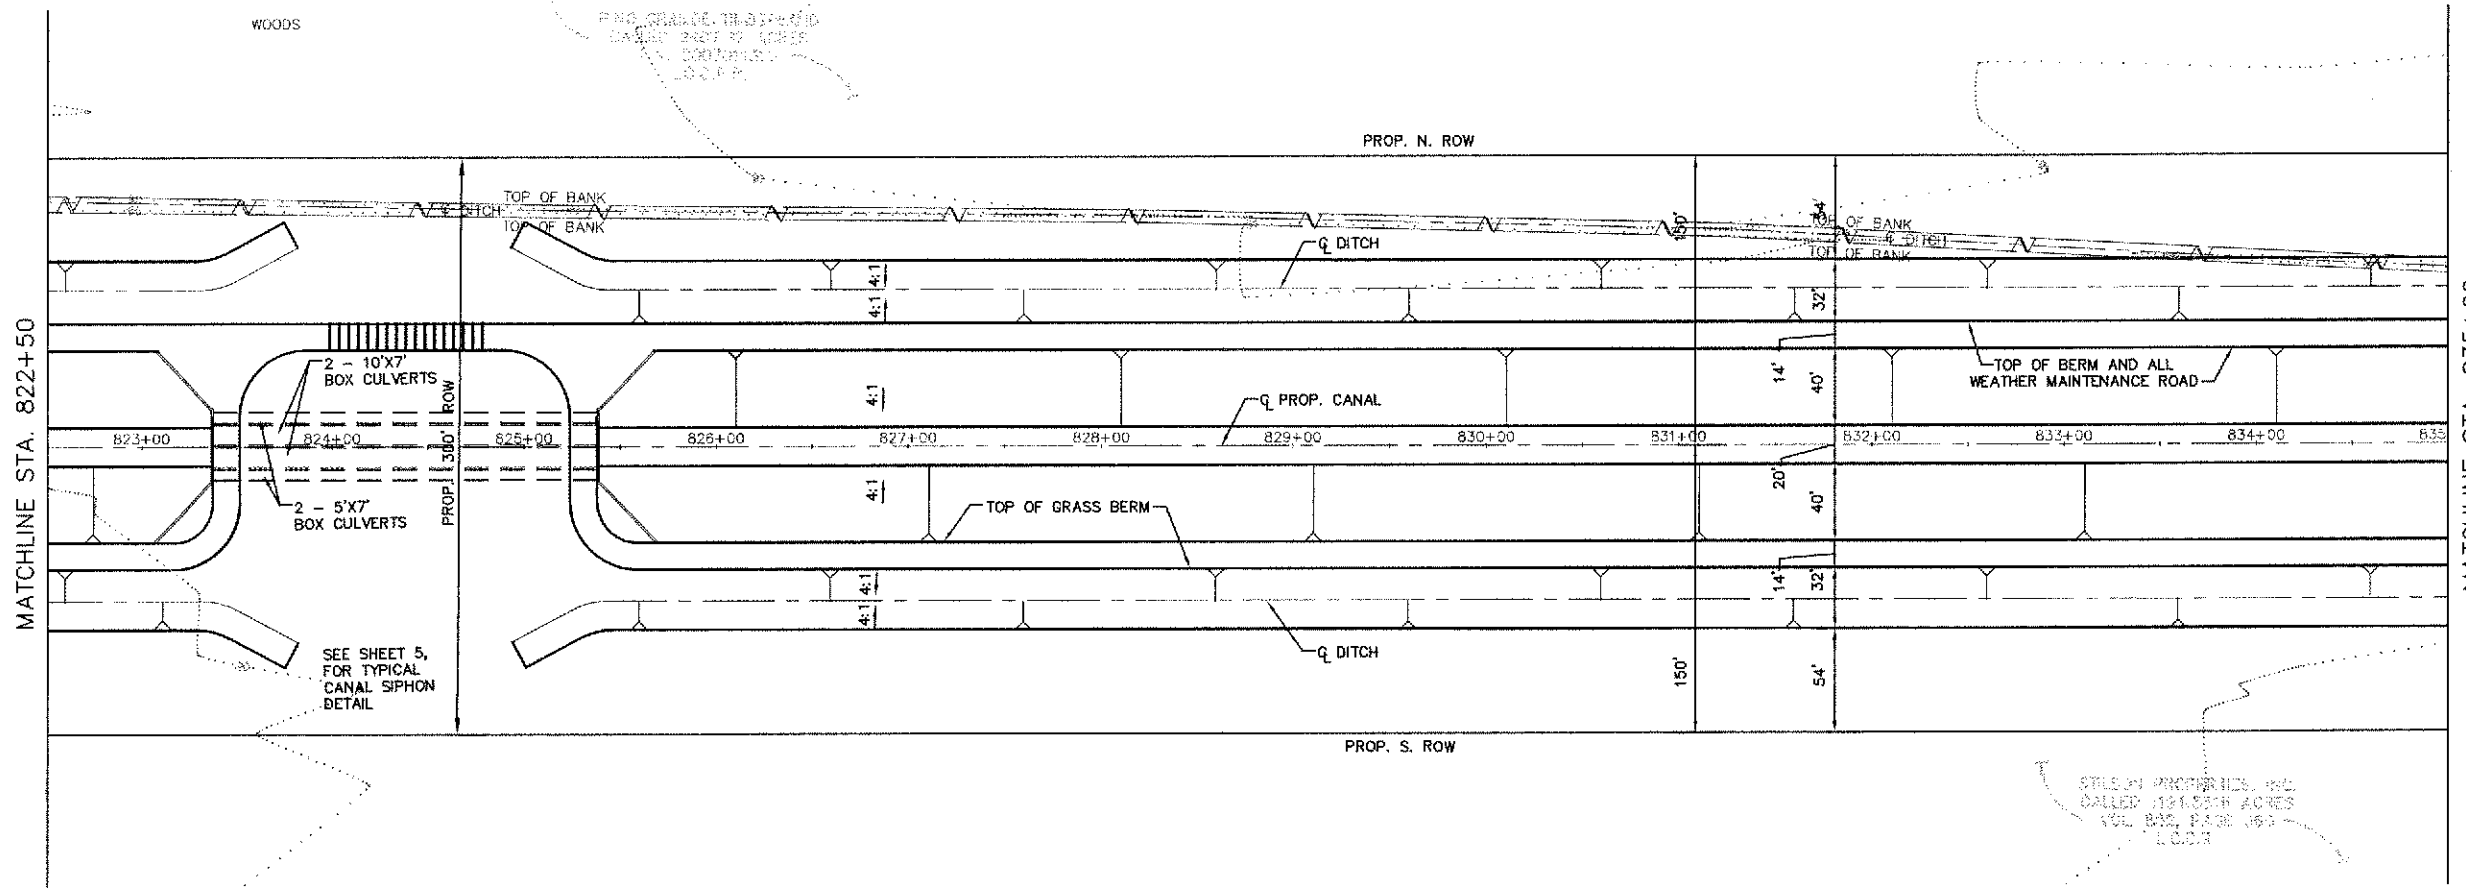 WOODS
PROP. N. ROW
TOP OF BANK
℄ DITCH
TOP OF BANK
TOP OF BANK
℄ DITCH
TOP OF BANK
℄ DITCH
4:1
4:1
150'
54'
32'
2 - 10'X7'
BOX CULVERTS
14'
40'
TOP OF BERM AND ALL
WEATHER MAINTENANCE ROAD
4:1
℄ PROP. CANAL
MATCHLINE STA. 822+50
823+00
824+00
825+00
826+00
827+00
828+00
829+00
830+00
831+00
832+00
833+00
834+00
835
PROP. 300' ROW
4:1
20'
40'
2 - 5'X7'
BOX CULVERTS
TOP OF GRASS BERM
4:1
4:1
14'
32'
℄ DITCH
SEE SHEET 5,
FOR TYPICAL
CANAL SIPHON
DETAIL
150'
54'
PROP. S. ROW
CALLED ACRES